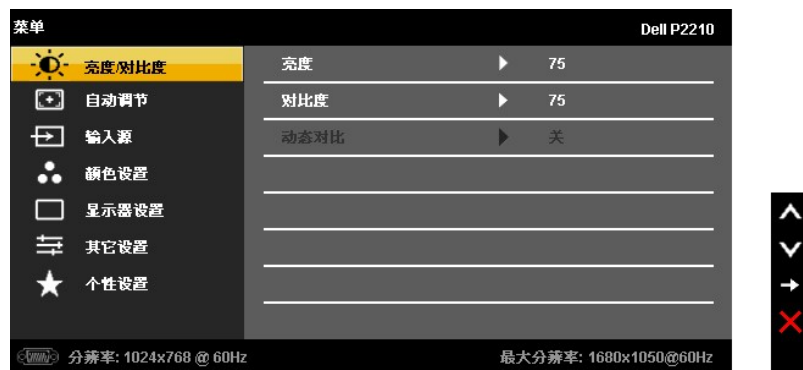 菜单 Dell P2210
亮度/对比度 亮度 75
自动调节 对比度 75
输入源 动态对比 关
颜色设置
显示器设置
其它设置
个性设置
分辨率: 1024x768 @ 60Hz 最大分辨率: 1680x1050@60Hz